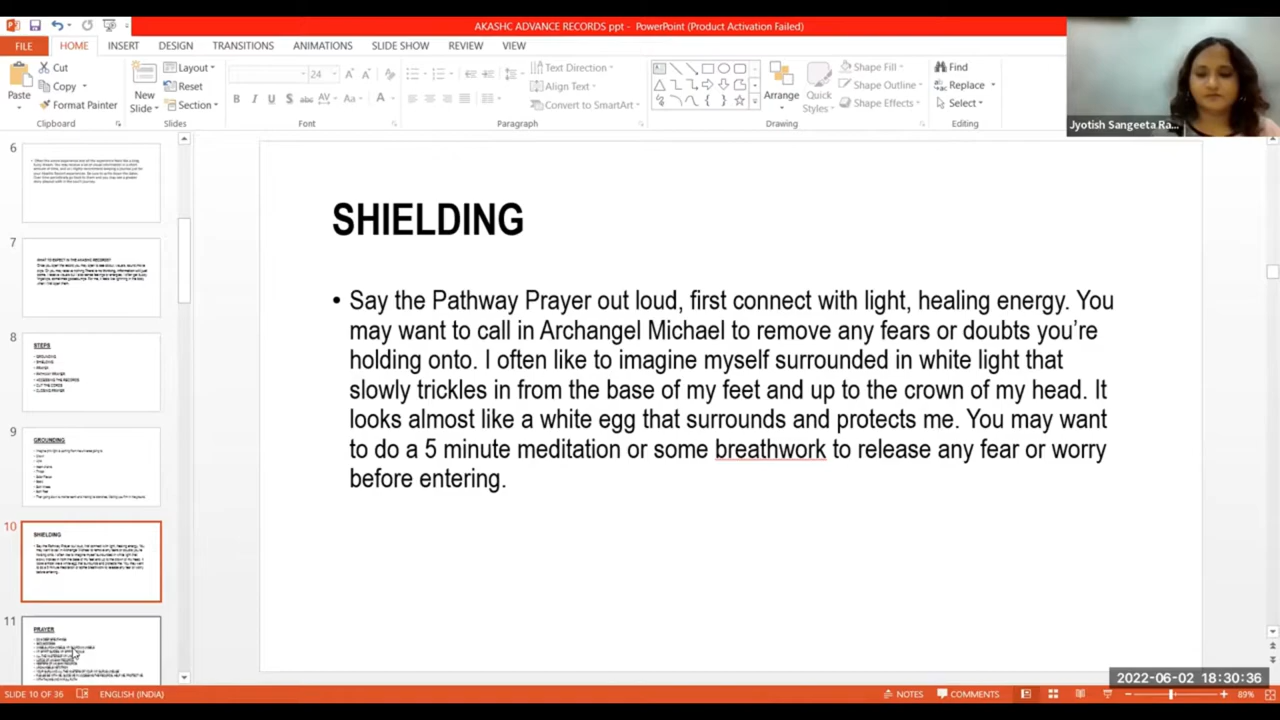 AKASHC ADVANCE RECORDS ppt - PowerPoint (Product Activation Failed)
FILE HOME INSERT DESIGN TRANSITIONS ANIMATIONS SLIDE SHOW REVIEW VIEW
Paste Cut Copy Format Painter Clipboard
New Slide Layout Reset Section Slides
24 B I U S abc AV Aa A Font
Text Direction Align Text Convert to SmartArt Paragraph
Arrange Quick Styles Shape Fill Shape Outline Shape Effects Drawing
Find Replace Select Editing
Jyotish Sangeeta Ra...
6
7
8
STEPS
9
GROUNDING
10
SHIELDING
11
PRAYER
SHIELDING
• Say the Pathway Prayer out loud, first connect with light, healing energy. You
may want to call in Archangel Michael to remove any fears or doubts you’re
holding onto. I often like to imagine myself surrounded in white light that
slowly trickles in from the base of my feet and up to the crown of my head. It
looks almost like a white egg that surrounds and protects me. You may want
to do a 5 minute meditation or some breathwork to release any fear or worry
before entering.
2022-06-02 18:30:36
SLIDE 10 OF 36 ENGLISH (INDIA) NOTES COMMENTS 89%